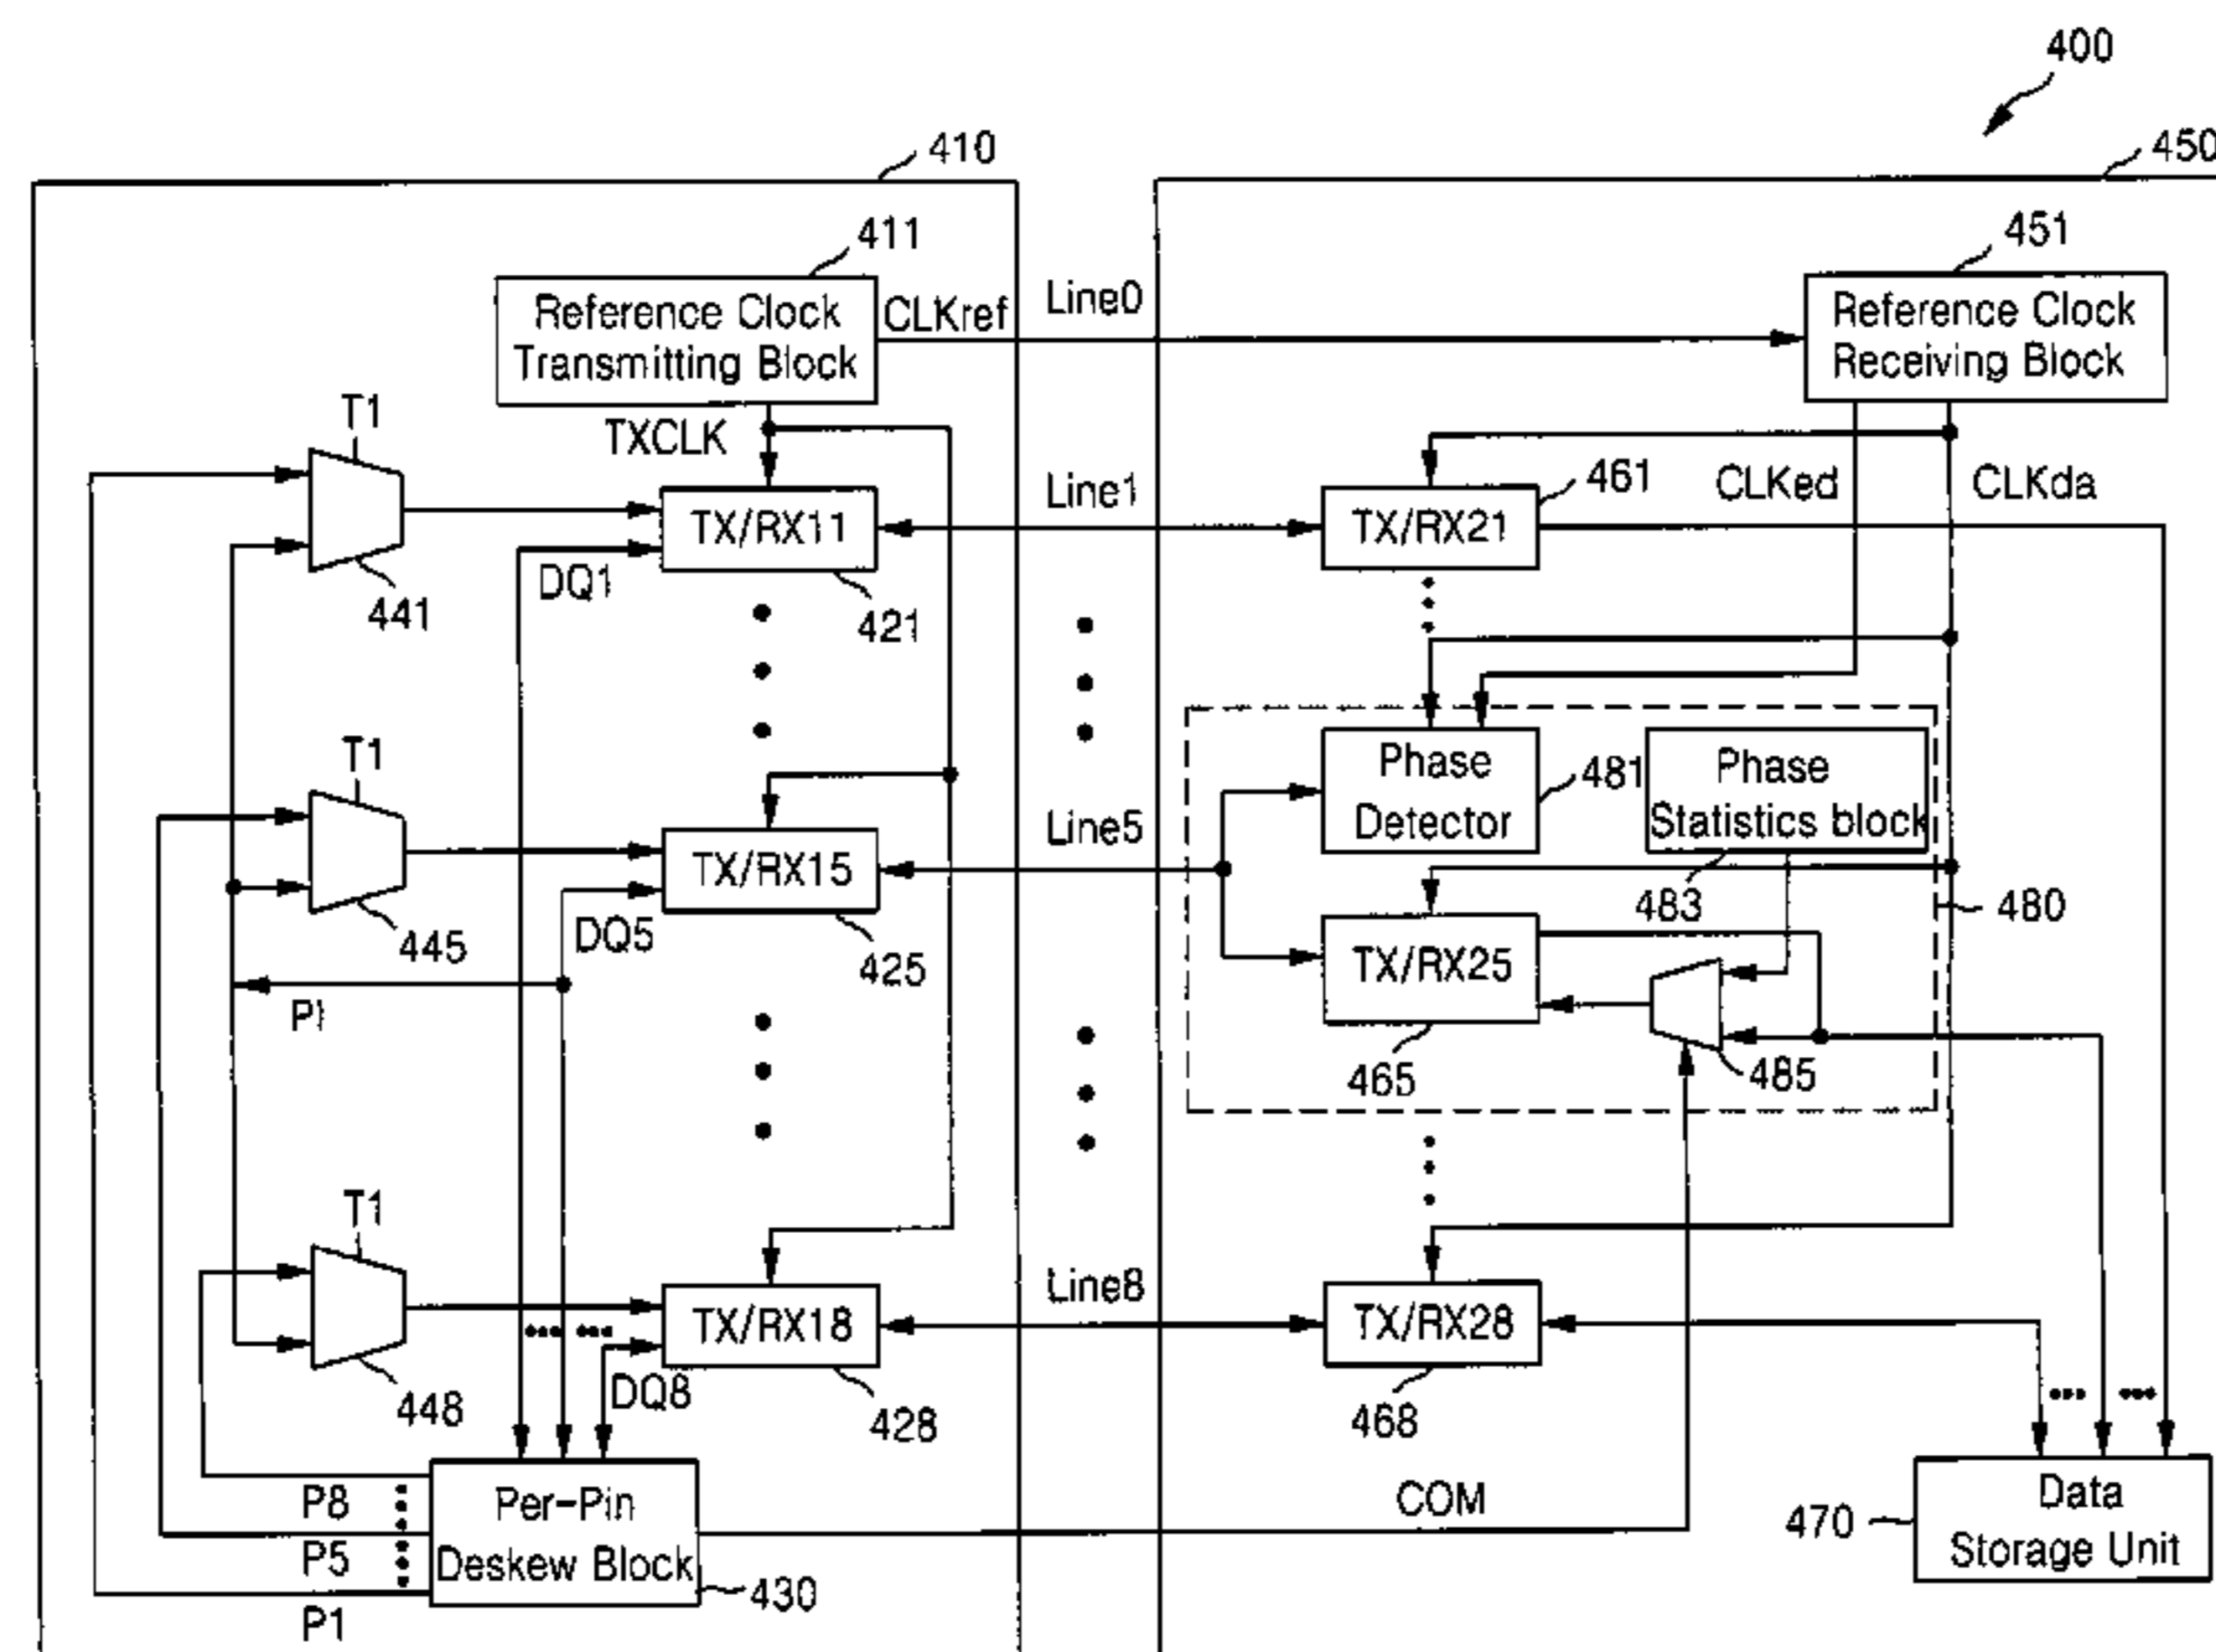 400
410
450
411
451
Reference Clock
Transmitting Block
CLKref
Line0
Reference Clock
Receiving Block
T1
TXCLK
Line1
461
CLKed
CLKda
TX/RX11
TX/RX21
DQ1
441
421
T1
Phase
Detector
481
Phase
Statistics block
Line5
TX/RX15
483
480
DQ5
445
425
TX/RX25
PI
465
485
T1
Line8
TX/RX18
TX/RX28
DQ8
448
428
468
P8
Per-Pin
Deskew Block
COM
Data
Storage Unit
470
P5
430
P1